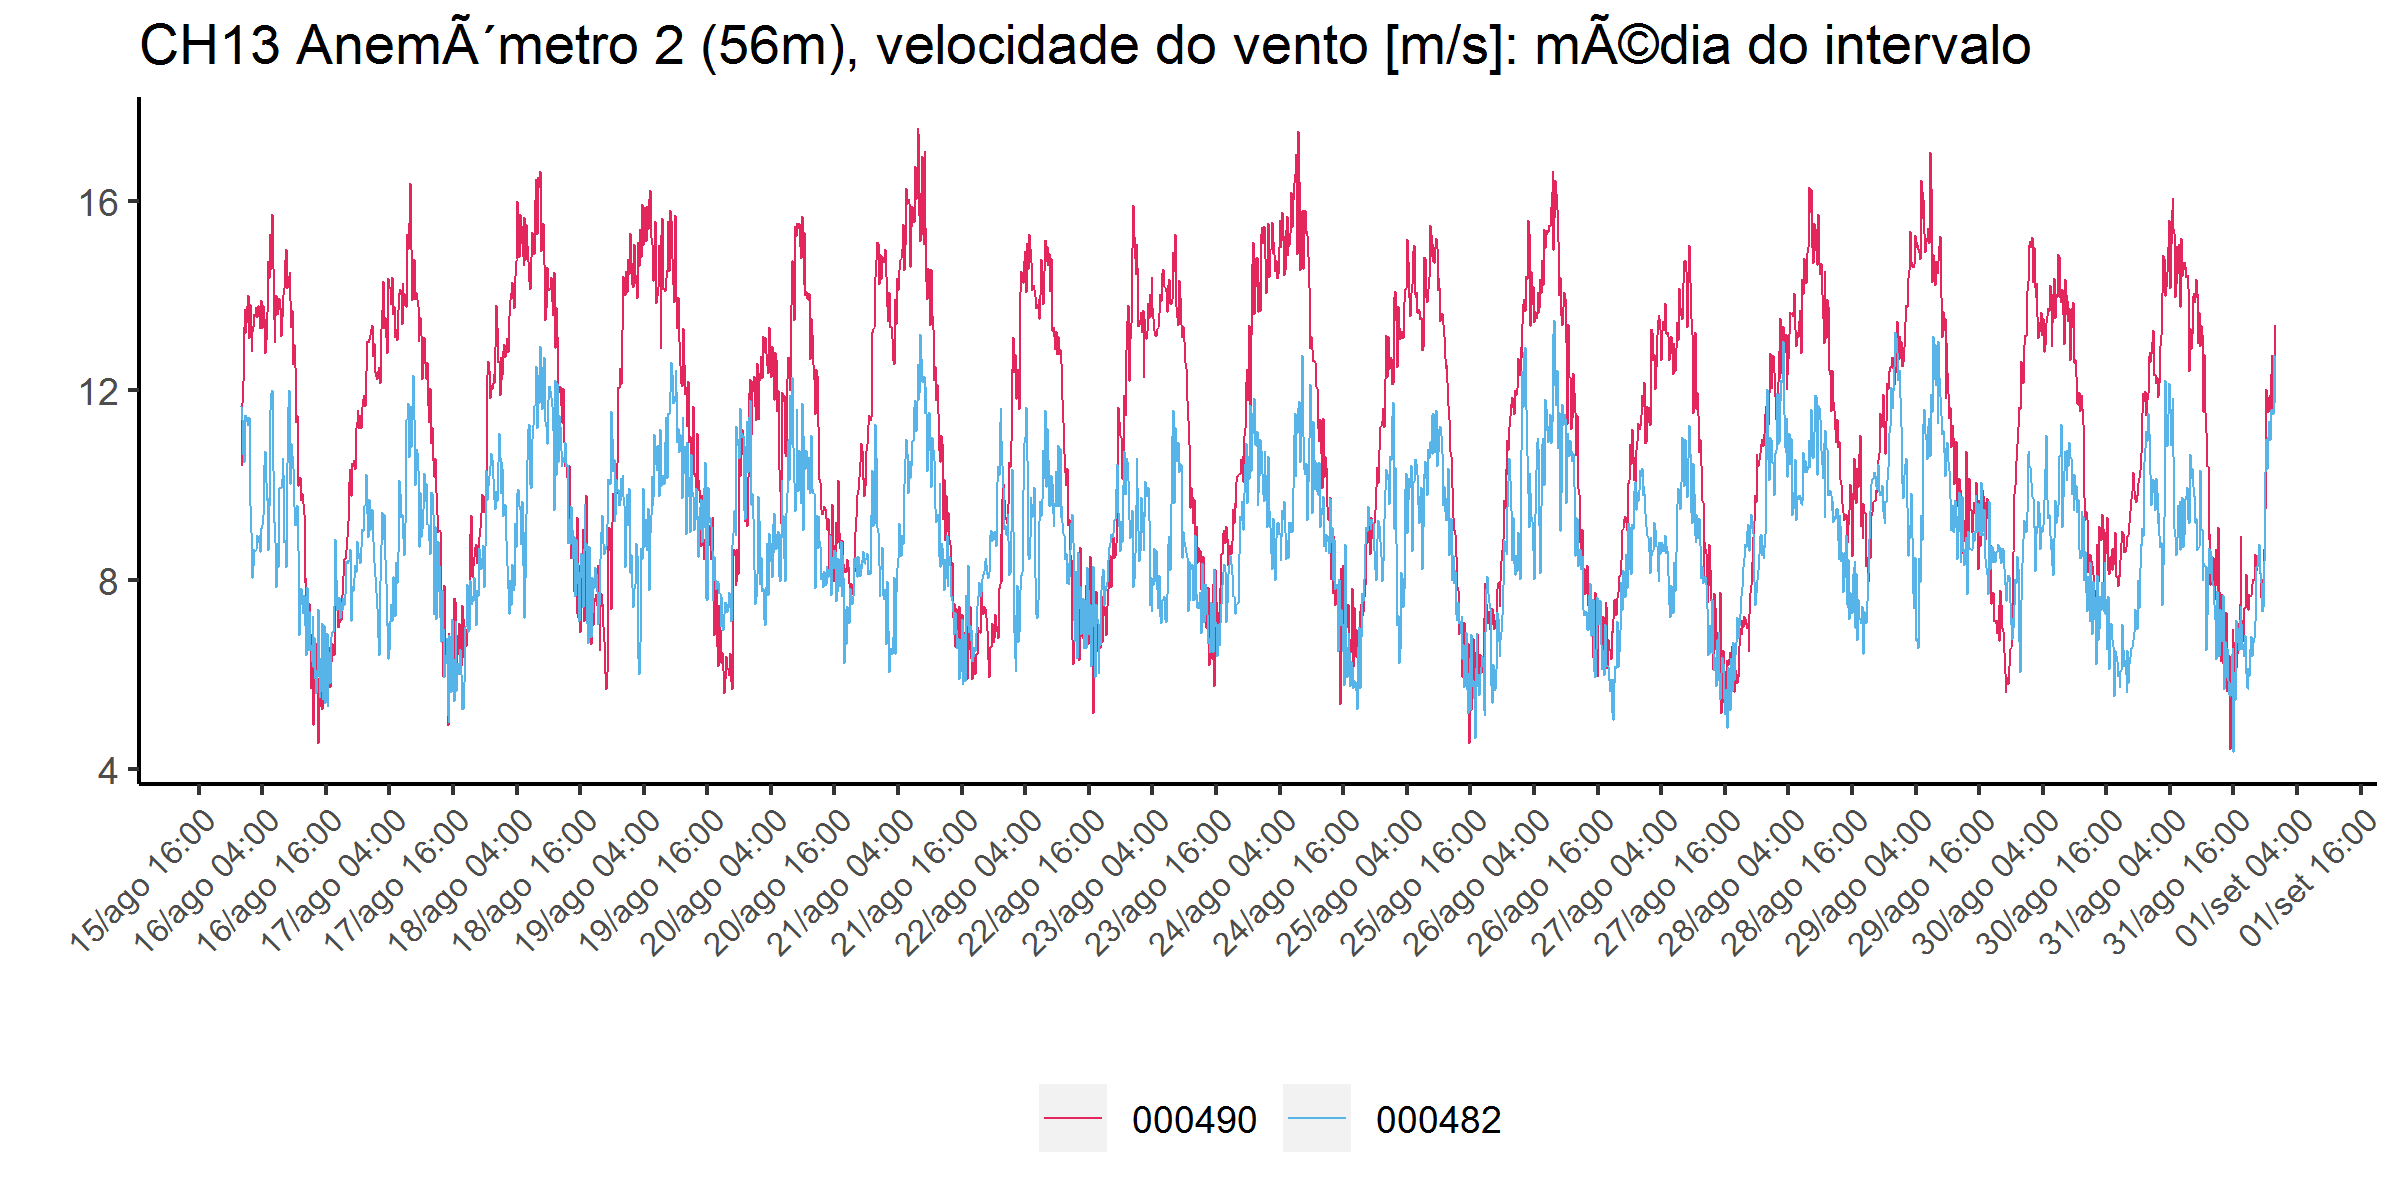 CH13 AnemÃ´metro 2 (56m), velocidade do vento [m/s]: mÃ©dia do intervalo
16
12
8
4
15/ago 16:00
16/ago 04:00
16/ago 16:00
17/ago 04:00
17/ago 16:00
18/ago 04:00
18/ago 16:00
19/ago 04:00
19/ago 16:00
20/ago 04:00
20/ago 16:00
21/ago 04:00
21/ago 16:00
22/ago 04:00
22/ago 16:00
23/ago 04:00
23/ago 16:00
24/ago 04:00
24/ago 16:00
25/ago 04:00
25/ago 16:00
26/ago 04:00
26/ago 16:00
27/ago 04:00
27/ago 16:00
28/ago 04:00
28/ago 16:00
29/ago 04:00
29/ago 16:00
30/ago 04:00
30/ago 16:00
31/ago 04:00
31/ago 16:00
01/set 04:00
01/set 16:00
000490
000482